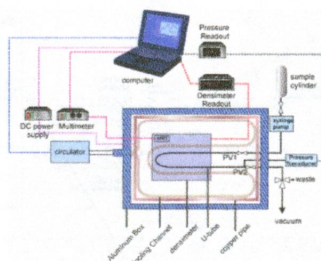 Pressure
Readout
computer
sample
cylinder
Densimeter
Readout
DC power
supply
Multimeter
circulator
syringe
pump
PV1
PV2
Pressure
Transform
waste
vacuum
Aluminum Box
Cooling Channel
densimeter
U-tube
copper pipe